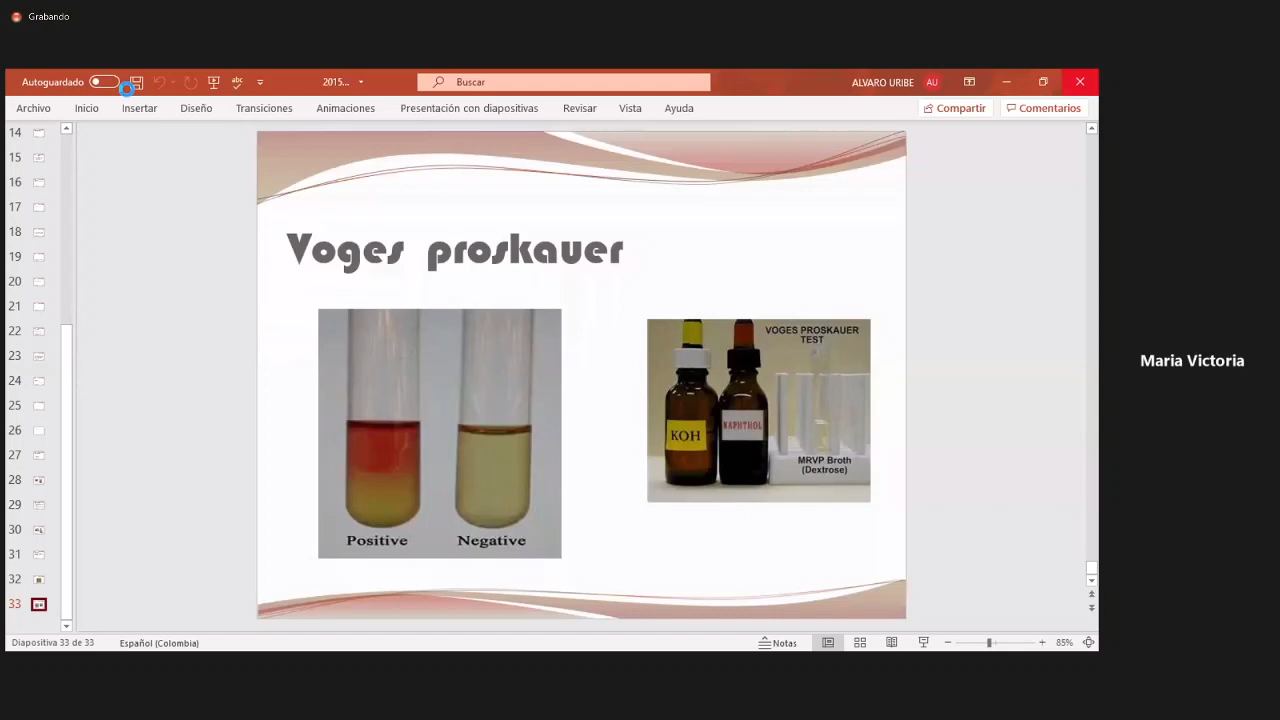 Grabando
Autoguardado
abc
2015...
Buscar
ALVARO URIBE
AU
Archivo
Inicio
Insertar
Diseño
Transiciones
Animaciones
Presentación con diapositivas
Revisar
Vista
Ayuda
Compartir
Comentarios
14
15
16
17
18
19
20
21
22
23
24
25
26
27
28
29
30
31
32
33
Voges proskauer
Positive
Negative
VOGES PROSKAUER
TEST
KOH
NAPHTHOL
MRVP Broth
(Dextrose)
Maria Victoria
Diapositiva 33 de 33
Español (Colombia)
Notas
85%